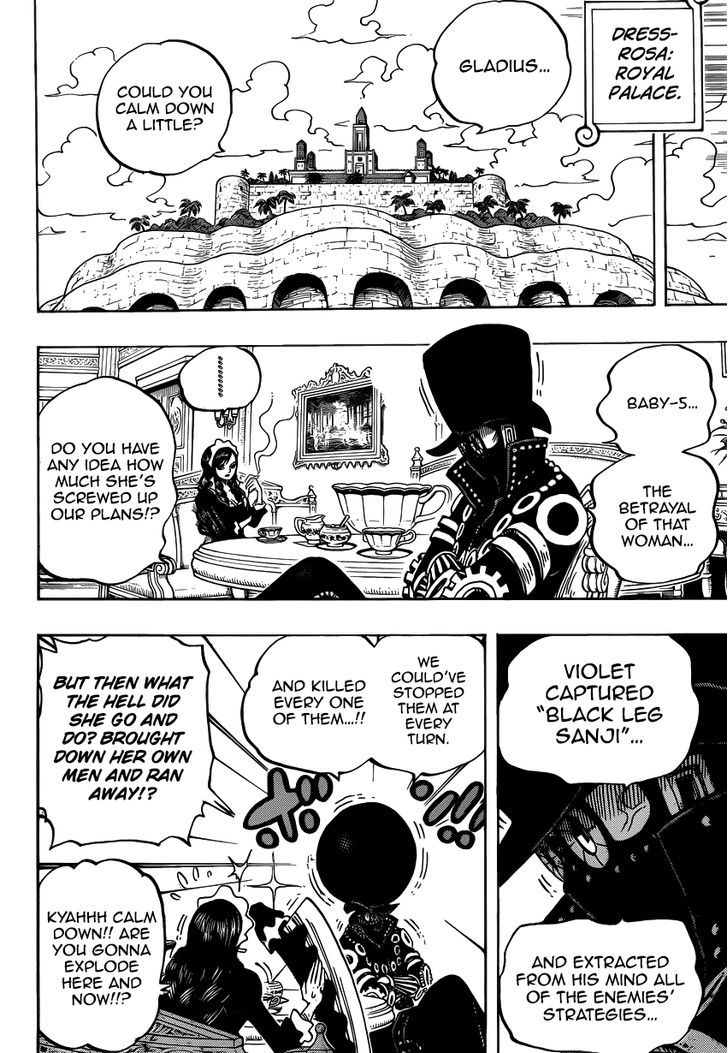 DRESS-
ROSA:
ROYAL
PALACE.
GLADIUS...
COULD YOU
CALM DOWN
A LITTLE?
BABY-5...
THE
BETRAYAL
OF THAT
WOMAN...
.........
DO YOU HAVE
ANY IDEA HOW
MUCH SHE'S
SCREWED UP
OUR PLANS!?
VIOLET
CAPTURED
"BLACK LEG
SANJI"...
AND EXTRACTED
FROM HIS MIND ALL
OF THE ENEMIES'
STRATEGIES...
WE
COULD'VE
STOPPED
THEM AT
EVERY
TURN.
AND KILLED
EVERY ONE
OF THEM...!!
BUT THEN WHAT
THE HELL DID
SHE GO AND
DO? BROUGHT
DOWN HER OWN
MEN AND RAN
AWAY!?
KYAHHH CALM
DOWN!! ARE
YOU GONNA
EXPLODE
HERE AND
NOW!!?